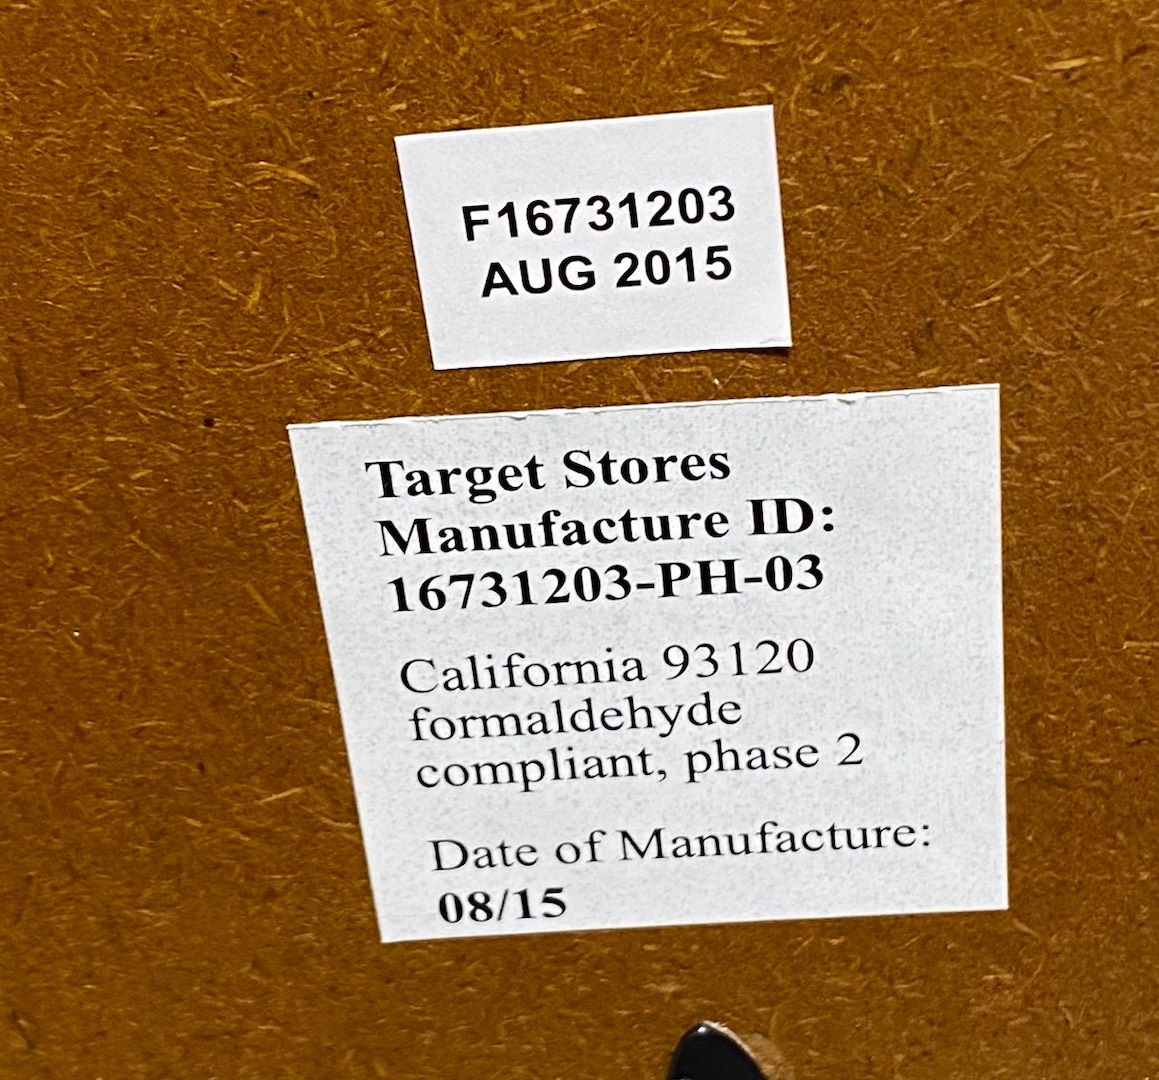 F16731203
AUG 2015
Target Stores
Manufacture ID:
16731203-PH-03
California 93120
formaldehyde
compliant, phase 2
Date of Manufacture:
08/15